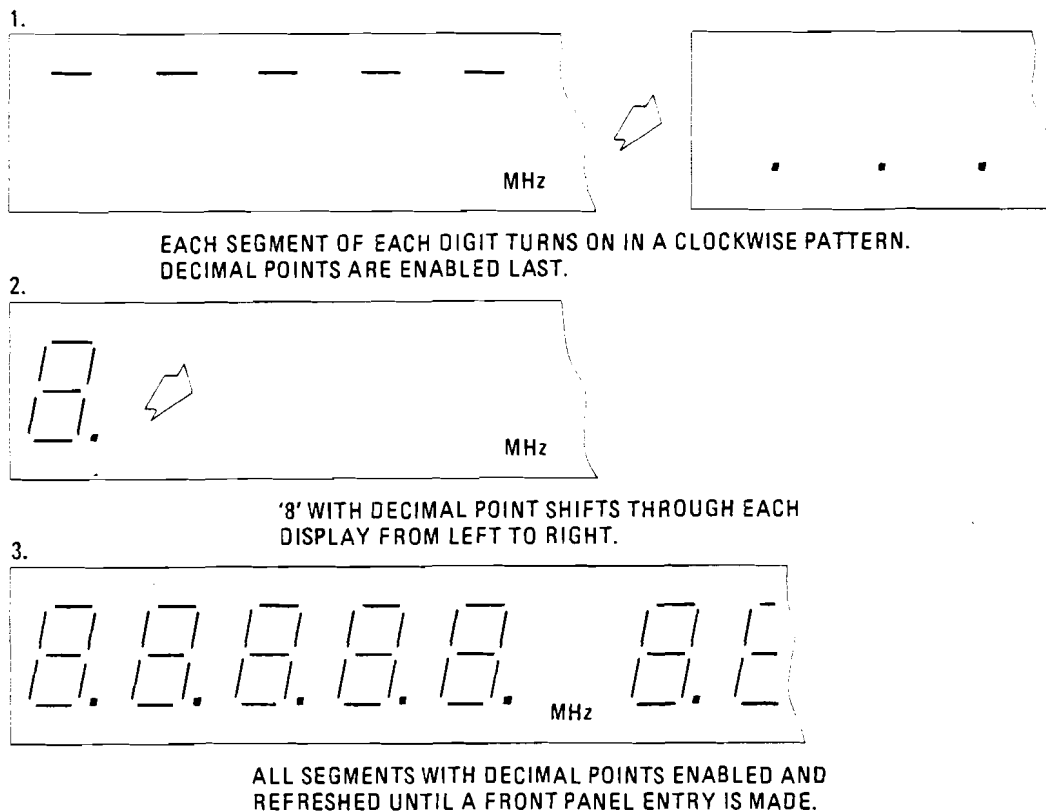 1.
MHz
EACH SEGMENT OF EACH DIGIT TURNS ON IN A CLOCKWISE PATTERN.
DECIMAL POINTS ARE ENABLED LAST.
2.
8.
MHz
'8' WITH DECIMAL POINT SHIFTS THROUGH EACH
DISPLAY FROM LEFT TO RIGHT.
3.
8.8.8.8.8. MHz 8.
ALL SEGMENTS WITH DECIMAL POINTS ENABLED AND
REFRESHED UNTIL A FRONT PANEL ENTRY IS MADE.